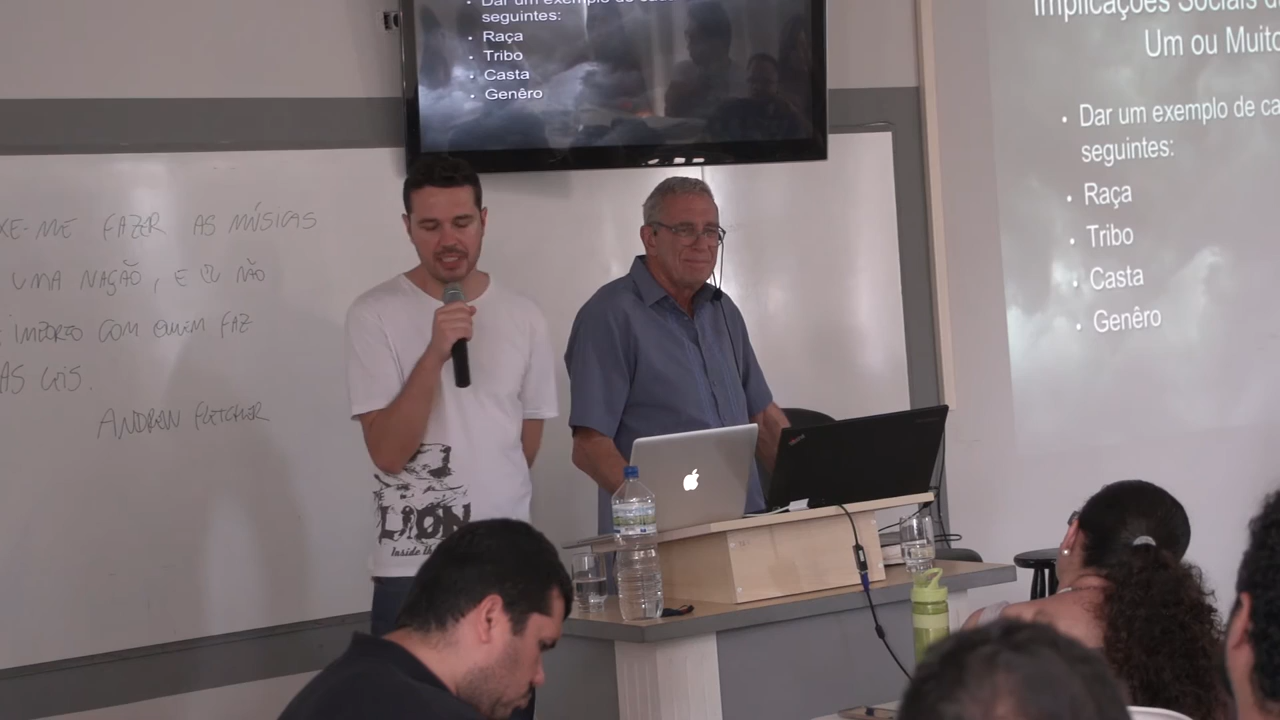 • Dar um exemplo de cada
seguintes:
• Raça
• Tribo
• Casta
• Genêro
Implicações Sociais d
Um ou Muito
• Dar um exemplo de ca
seguintes:
• Raça
• Tribo
• Casta
• Genêro
XE-ME FAZER AS MÚSICAS
UMA NAÇÃO, E EU NÃO
IMPORTO COM QUEM FAZ
AS LEIS.
ANDREW FLETCHER
LION
Inside th